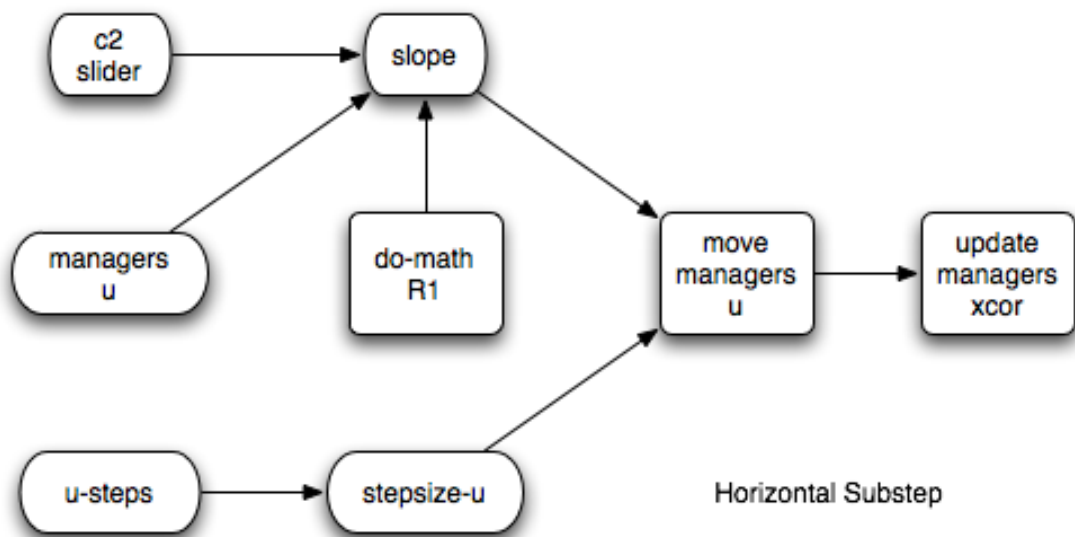 c2
slider
slope
managers
u
do-math
R1
move
managers
u
update
managers
xcor
u-steps
stepsize-u
Horizontal Substep